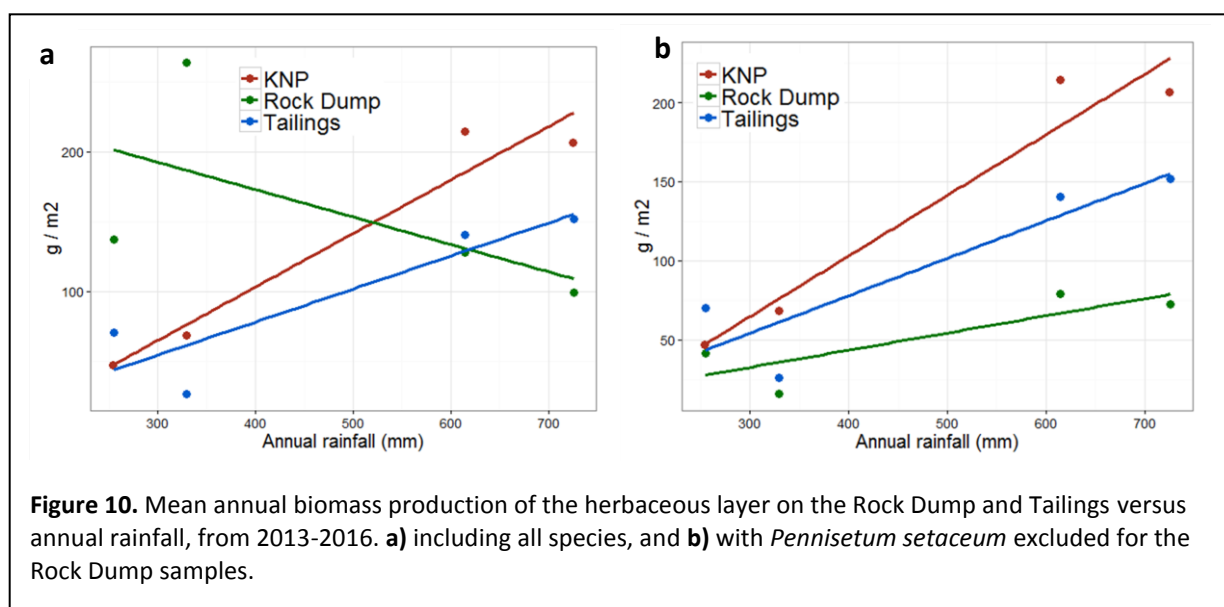 a
KNP
Rock Dump
Tailings
g / m2
200
100
300
400
500
600
700
Annual rainfall (mm)
b
KNP
Rock Dump
Tailings
g / m2
200
150
100
50
300
400
500
600
700
Annual rainfall (mm)
Figure 10. Mean annual biomass production of the herbaceous layer on the Rock Dump and Tailings versus
annual rainfall, from 2013-2016. a) including all species, and b) with Pennisetum setaceum excluded for the
Rock Dump samples.